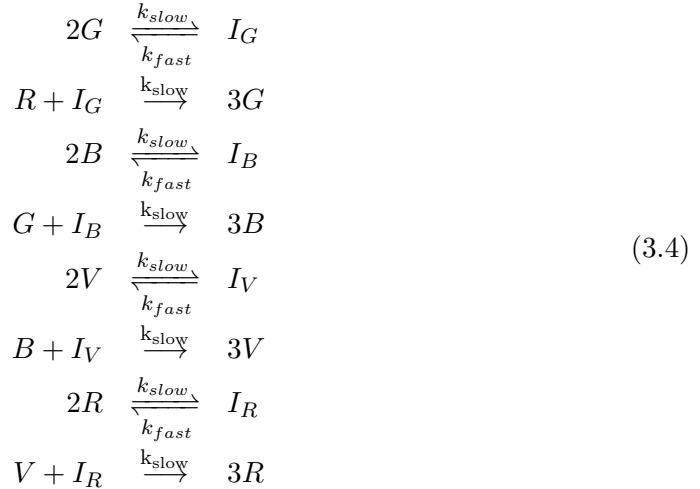 2G k_slow ⇌ k_fast I_G
R + I_G k_slow → 3G
2B k_slow ⇌ k_fast I_B
G + I_B k_slow → 3B
(3.4)
2V k_slow ⇌ k_fast I_V
B + I_V k_slow → 3V
2R k_slow ⇌ k_fast I_R
V + I_R k_slow → 3R